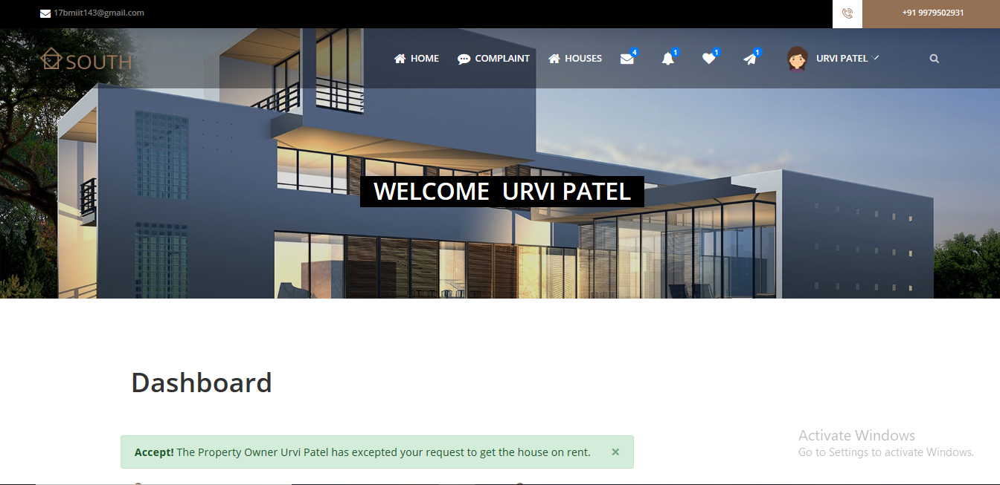 17bmiit143@gmail.com
+91 9979502931
SOUTH
HOME COMPLAINT HOUSES 4 1 1 1 URVI PATEL
WELCOME URVI PATEL
Dashboard
Accept! The Property Owner Urvi Patel has excepted your request to get the house on rent. ×
Activate Windows
Go to Settings to activate Windows.